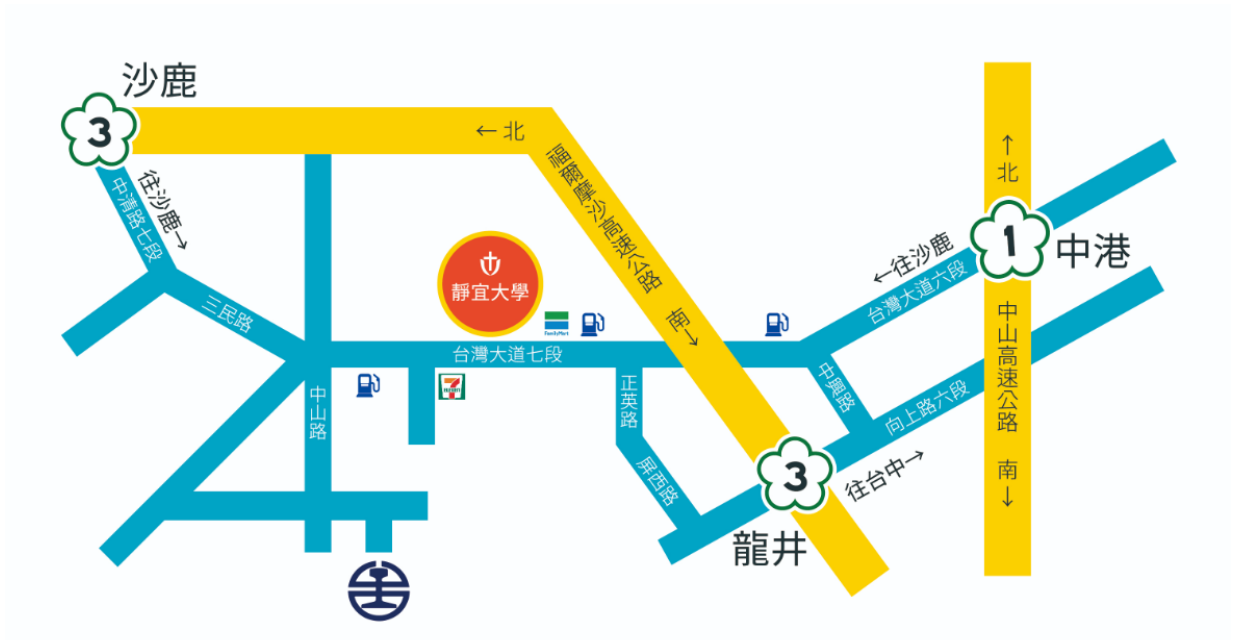 沙鹿
3
← 北
福爾摩沙高速公路 南→
↑
北
1
中港
中山高速公路 南→
往沙鹿→
中清路七段
三民路
靜宜大學
FamilyMart
←往沙鹿
台灣大道六段
台灣大道七段
7
ELEVEN
中山路
正英路
中興路
向上路六段
屏西路
3
往台中→
龍井